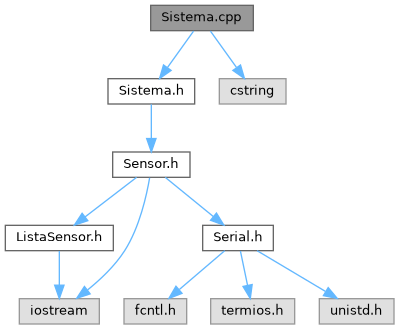 Sistema.cpp
Sistema.h
cstring
Sensor.h
ListaSensor.h
Serial.h
iostream
fcntl.h
termios.h
unistd.h